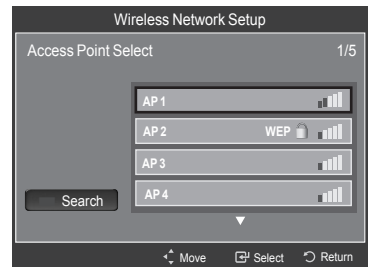 Wireless Network Setup
Access Point Select 1/5
AP 1
AP 2 WEP
AP 3
AP 4
Search
Move Select Return